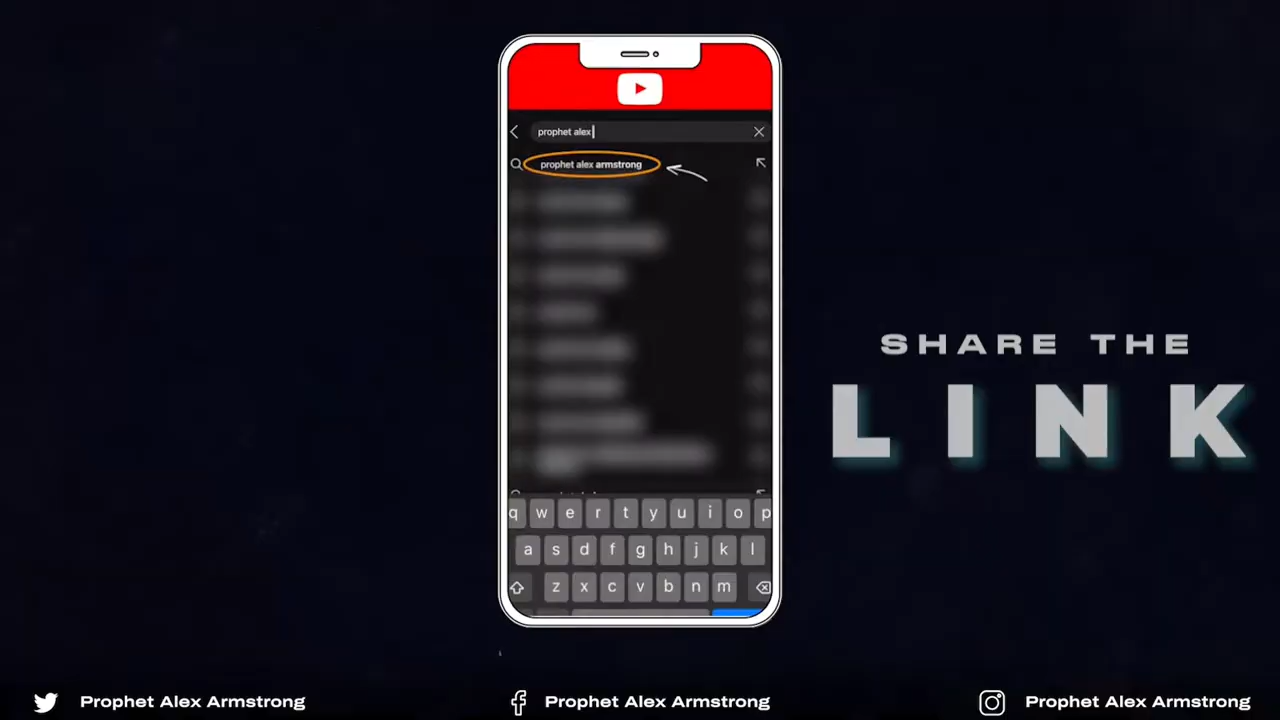 prophet alex
prophet alex armstrong
q w e r t y u i o p
a s d f g h j k l
z x c v b n m
SHARE THE
LINK
Prophet Alex Armstrong
Prophet Alex Armstrong
Prophet Alex Armstrong